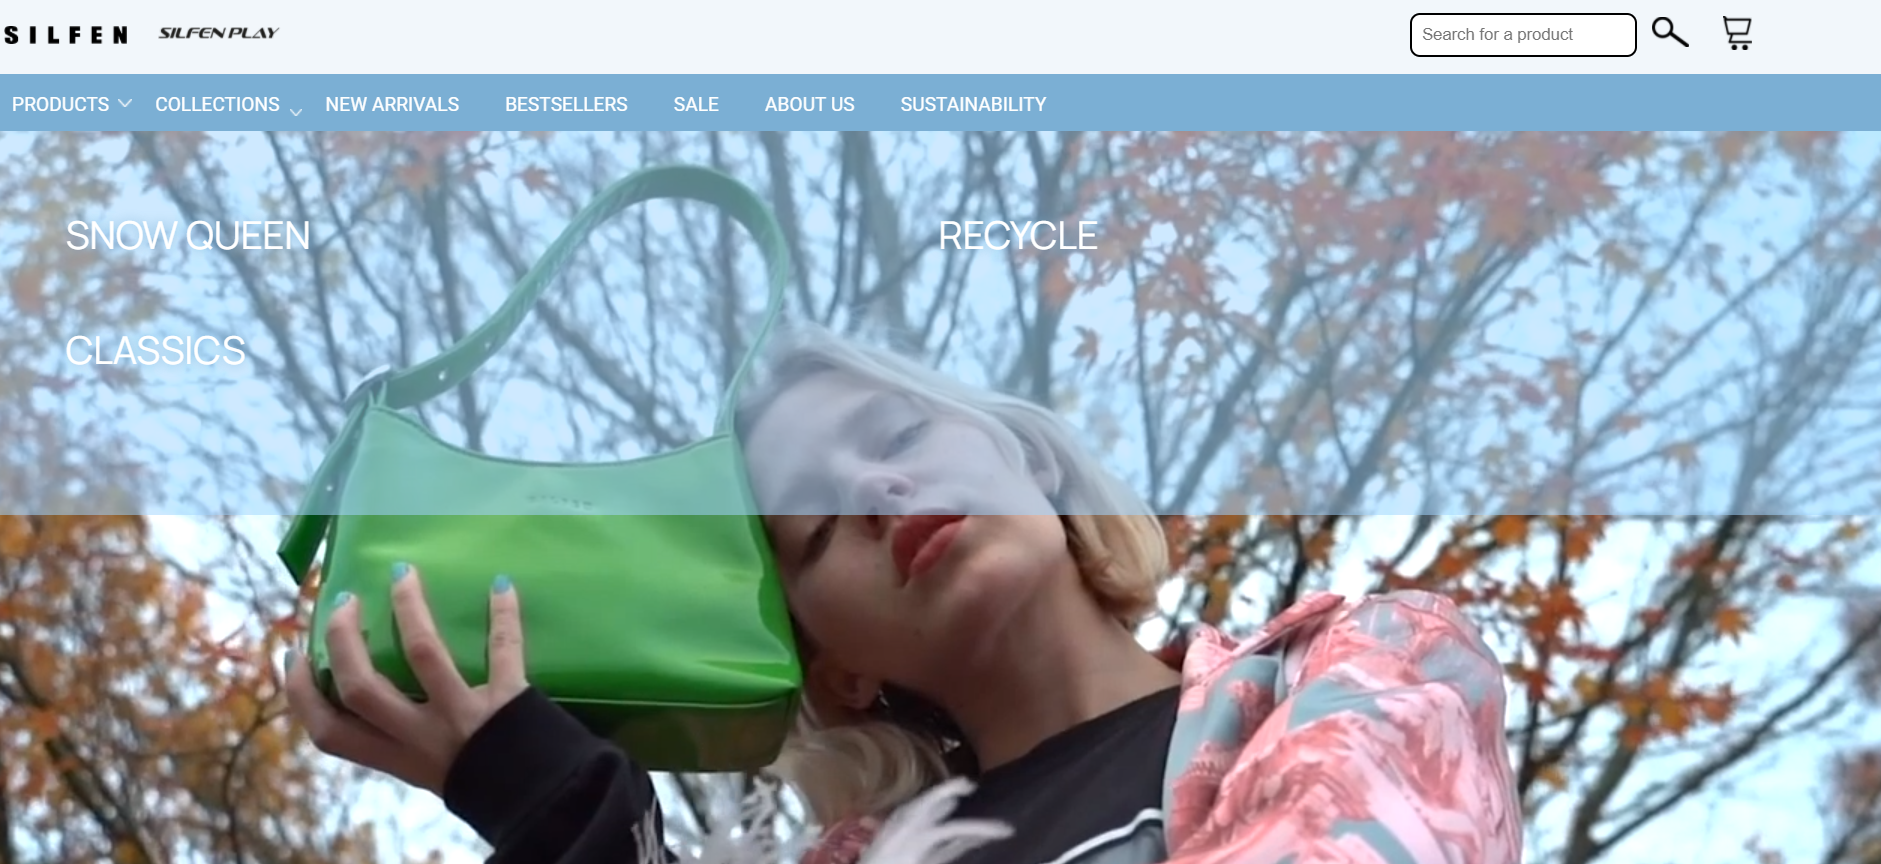 SILFEN
SILFEN PLAY
Search for a product
PRODUCTS
COLLECTIONS
NEW ARRIVALS
BESTSELLERS
SALE
ABOUT US
SUSTAINABILITY
SNOW QUEEN
RECYCLE
CLASSICS